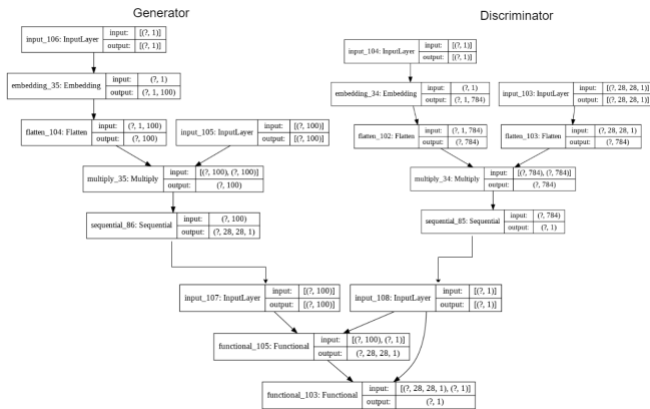 Generator
Discriminator
input_106: InputLayer input: [(?, 1)]
output: [(?, 1)]
input_104: InputLayer input: [(?, 1)]
output: [(?, 1)]
embedding_35: Embedding input: (?, 1)
output: (?, 1, 100)
embedding_34: Embedding input: (?, 1)
output: (?, 1, 784)
input_103: InputLayer input: [(?, 28, 28, 1)]
output: [(?, 28, 28, 1)]
flatten_104: Flatten input: (?, 1, 100)
output: (?, 100)
input_105: InputLayer input: [(?, 100)]
output: [(?, 100)]
flatten_102: Flatten input: (?, 1, 784)
output: (?, 784)
flatten_103: Flatten input: (?, 28, 28, 1)
output: (?, 784)
multiply_35: Multiply input: [(?, 100), (?, 100)]
output: (?, 100)
multiply_34: Multiply input: [(?, 784), (?, 784)]
output: (?, 784)
sequential_86: Sequential input: (?, 100)
output: (?, 28, 28, 1)
sequential_85: Sequential input: (?, 784)
output: (?, 1)
input_107: InputLayer input: [(?, 100)]
output: [(?, 100)]
input_108: InputLayer input: [(?, 1)]
output: [(?, 1)]
functional_105: Functional input: [(?, 100), (?, 1)]
output: (?, 28, 28, 1)
functional_103: Functional input: [(?, 28, 28, 1), (?, 1)]
output: (?, 1)